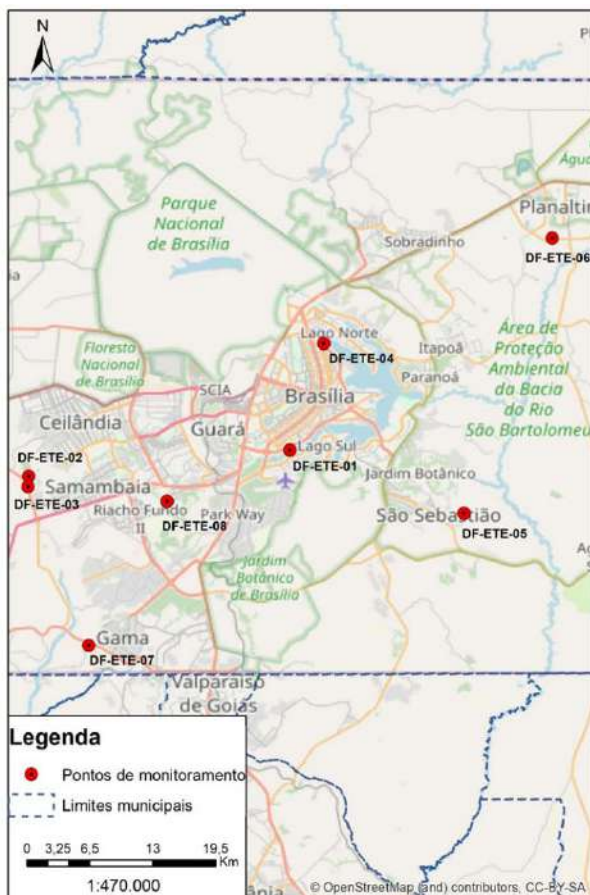 N
Pl
Parque
Nacional
de Brasília
Águ
Planaltin
Sobradinho
DF-ETE-06
Lago Norte
DF-ETE-04
Itapoã
Paranoá
Área de
Proteção
Ambiental
da Bacia
do Rio
São Bartolomeu
Floresta
Nacional
de Brasília
SCIA
Brasília
Ceilândia
Guará
Lago Sul
DF-ETE-01
DF-ETE-02
Jardim Botânico
Samambaia
DF-ETE-03
Riacho Fundo
II
DF-ETE-08
Park Way
São Sebastião
DF-ETE-05
Jardim
Botânico
de Brasília
Ag
Gama
DF-ETE-07
Valparaíso
de Goiás
Legenda
Pontos de monitoramento
Limites municipais
0 3,25 6,5 13 19,5
Km
1:470.000
ânia
© OpenStreetMap (and) contributors, CC-BY-SA